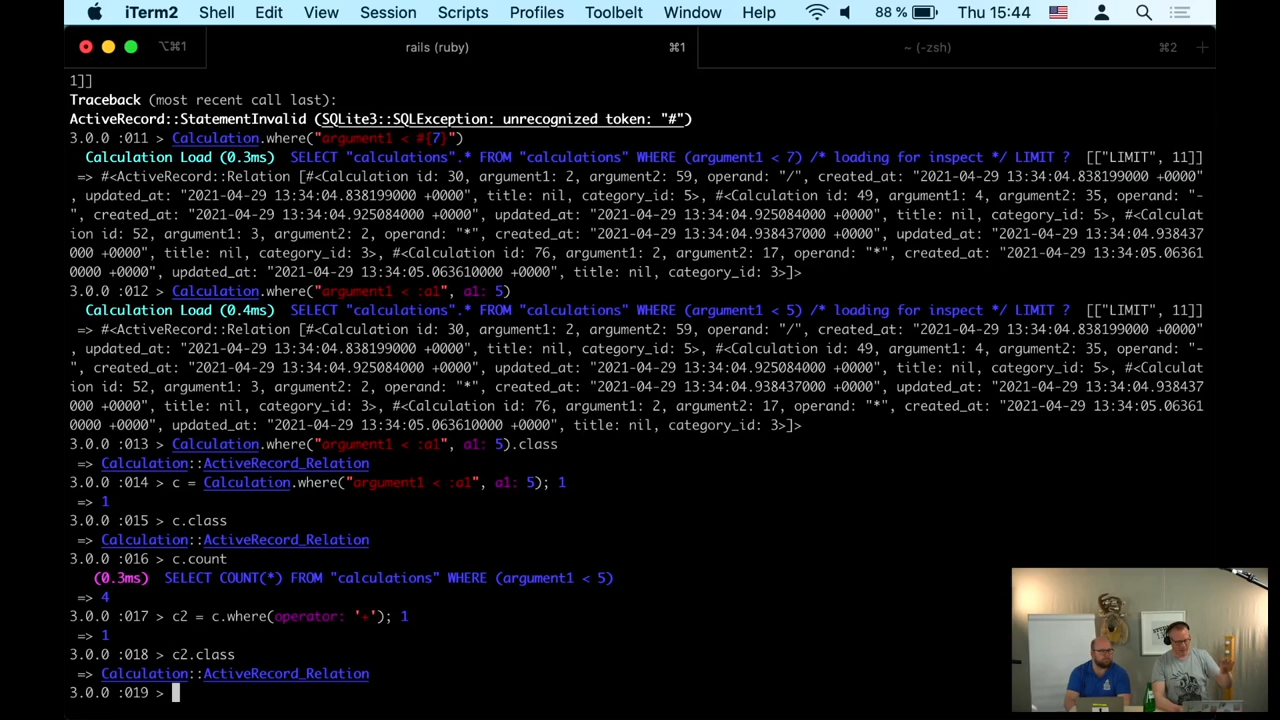 iTerm2 Shell Edit View Session Scripts Profiles Toolbelt Window Help 88 % Thu 15:44
⌥⌘1 rails (ruby) ⌘1 ~ (-zsh) ⌘2 +
1]]
Traceback (most recent call last):
ActiveRecord::StatementInvalid (SQLite3::SQLException: unrecognized token: "#")
3.0.0 :011 > Calculation.where("argument1 < #{7}")
Calculation Load (0.3ms) SELECT "calculations".* FROM "calculations" WHERE (argument1 < 7) /* loading for inspect */ LIMIT ? [["LIMIT", 11]]
=> #<ActiveRecord::Relation [#<Calculation id: 30, argument1: 2, argument2: 59, operand: "/", created_at: "2021-04-29 13:34:04.838199000 +0000"
, updated_at: "2021-04-29 13:34:04.838199000 +0000", title: nil, category_id: 5>, #<Calculation id: 49, argument1: 4, argument2: 35, operand: "-
", created_at: "2021-04-29 13:34:04.925084000 +0000", updated_at: "2021-04-29 13:34:04.925084000 +0000", title: nil, category_id: 5>, #<Calculat
ion id: 52, argument1: 3, argument2: 2, operand: "*", created_at: "2021-04-29 13:34:04.938437000 +0000", updated_at: "2021-04-29 13:34:04.938437
000 +0000", title: nil, category_id: 3>, #<Calculation id: 76, argument1: 2, argument2: 17, operand: "*", created_at: "2021-04-29 13:34:05.06361
0000 +0000", updated_at: "2021-04-29 13:34:05.063610000 +0000", title: nil, category_id: 3>]>
3.0.0 :012 > Calculation.where("argument1 < :a1", a1: 5)
Calculation Load (0.4ms) SELECT "calculations".* FROM "calculations" WHERE (argument1 < 5) /* loading for inspect */ LIMIT ? [["LIMIT", 11]]
=> #<ActiveRecord::Relation [#<Calculation id: 30, argument1: 2, argument2: 59, operand: "/", created_at: "2021-04-29 13:34:04.838199000 +0000"
, updated_at: "2021-04-29 13:34:04.838199000 +0000", title: nil, category_id: 5>, #<Calculation id: 49, argument1: 4, argument2: 35, operand: "-
", created_at: "2021-04-29 13:34:04.925084000 +0000", updated_at: "2021-04-29 13:34:04.925084000 +0000", title: nil, category_id: 5>, #<Calculat
ion id: 52, argument1: 3, argument2: 2, operand: "*", created_at: "2021-04-29 13:34:04.938437000 +0000", updated_at: "2021-04-29 13:34:04.938437
000 +0000", title: nil, category_id: 3>, #<Calculation id: 76, argument1: 2, argument2: 17, operand: "*", created_at: "2021-04-29 13:34:05.06361
0000 +0000", updated_at: "2021-04-29 13:34:05.063610000 +0000", title: nil, category_id: 3>]>
3.0.0 :013 > Calculation.where("argument1 < :a1", a1: 5).class
=> Calculation::ActiveRecord_Relation
3.0.0 :014 > c = Calculation.where("argument1 < :a1", a1: 5); 1
=> 1
3.0.0 :015 > c.class
=> Calculation::ActiveRecord_Relation
3.0.0 :016 > c.count
(0.3ms) SELECT COUNT(*) FROM "calculations" WHERE (argument1 < 5)
=> 4
3.0.0 :017 > c2 = c.where(operator: '+'); 1
=> 1
3.0.0 :018 > c2.class
=> Calculation::ActiveRecord_Relation
3.0.0 :019 >